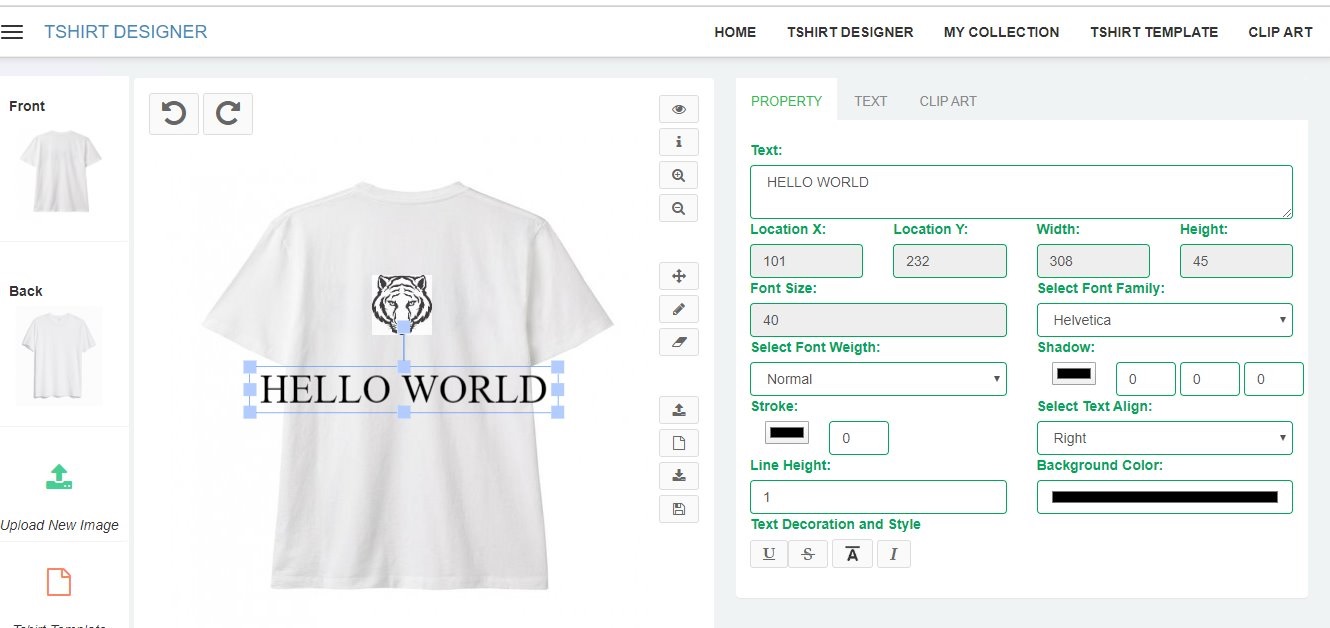 TSHIRT DESIGNER
HOME TSHIRT DESIGNER MY COLLECTION TSHIRT TEMPLATE CLIP ART
Front
Back
Upload New Image
Tshirt Template
HELLO WORLD
PROPERTY TEXT CLIP ART
Text:
HELLO WORLD
Location X: Location Y: Width: Height:
101 232 308 45
Font Size: Select Font Family:
40 Helvetica
Select Font Weigth: Shadow:
Normal 0 0 0
Stroke: Select Text Align:
0 Right
Line Height: Background Color:
1
Text Decoration and Style
U S A I